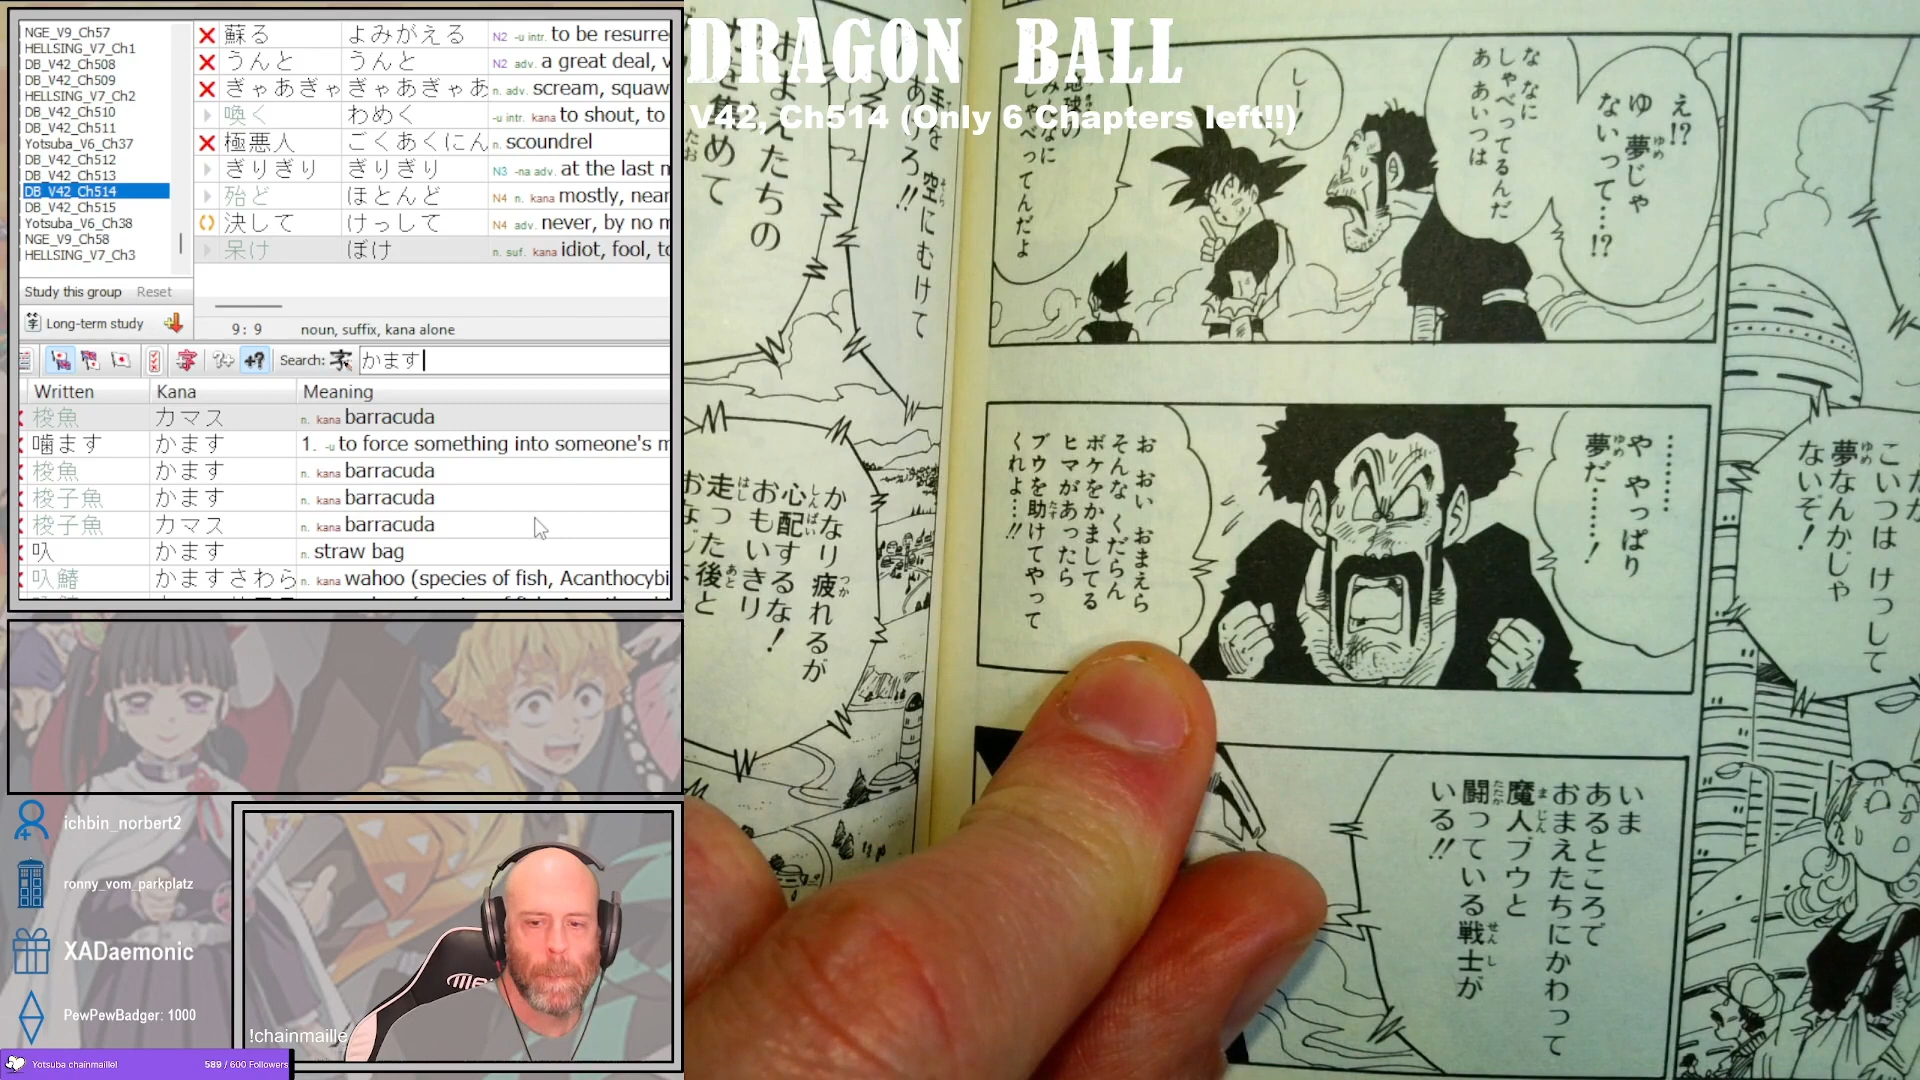 NGE_V9_Ch57
HELLSING_V7_Ch1
DB_V42_Ch508
DB_V42_Ch509
HELLSING_V7_Ch2
DB_V42_Ch510
DB_V42_Ch511
Yotsuba_V6_Ch37
DB_V42_Ch512
DB_V42_Ch513
DB_V42_Ch514
DB_V42_Ch515
Yotsuba_V6_Ch38
NGE_V9_Ch58
HELLSING_V7_Ch3
Study this group Reset
Long-term study
蘇る よみがえる N2 -u intr. to be resurre
うんと うんと N2 adv. a great deal, v
ぎゃあぎゃ ぎゃあぎゃあ n. adv. scream, squaw
喚く わめく -u intr. kana to shout, to
極悪人 ごくあくにん n. scoundrel
ぎりぎり ぎりぎり N3 -na adv. at the last m
殆ど ほとんど N4 n. kana mostly, near
決して けっして N4 adv. never, by no m
呆け ぼけ n. suf. kana idiot, fool, to
9: 9 noun, suffix, kana alone
Search: かます
Written Kana Meaning
梭魚 カマス n. kana barracuda
噛ます かます 1. -u to force something into someone's m
梭魚 かます n. kana barracuda
梭子魚 かます n. kana barracuda
梭子魚 カマス n. kana barracuda
叺 かます n. straw bag
叺鰆 かますさわら n. kana wahoo (species of fish, Acanthocybi
ichbin_norbert2
ronny_vom_parkplatz
XADaemonic
PewPewBadger: 1000
!chainmaille
Yotsuba chainmaille!
589 / 600 Followers
DRAGON BALL
V42, Ch514 (Only 6 Chapters left!!)
え!?
ゆ 夢じゃ
ないって…!?
な なに
しゃべってるんだ
あ あいつは
しー
………
や やっぱり
夢だ………!
お おい おまえら
そんな くだらん
ボケをかましてる
ヒマがあったら
ブウを助けてやって
くれよ…!!
いま
あるところで
おまえたちにかわって
魔人ブウと
闘っている戦士が
いる!!
こいつは けっして
夢なんかじゃ
ないぞ!
空にむけて
かなり疲れるが
心配するな!
おもいきり
走った後と